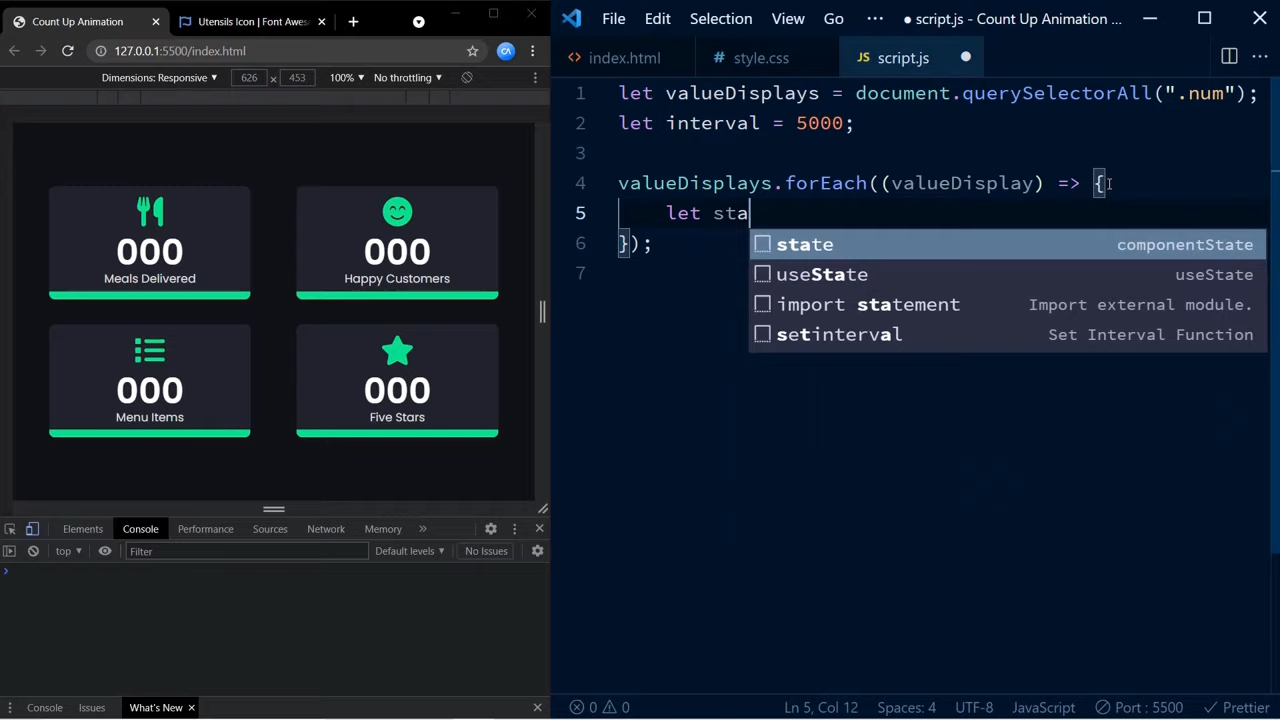 Count Up Animation
Utensils Icon | Font Awes
127.0.0.1:5500/index.html
Dimensions: Responsive 626 × 453 100% No throttling
000
Meals Delivered
000
Happy Customers
000
Menu Items
000
Five Stars
Elements Console Performance Sources Network Memory
top Filter Default levels No Issues
Console Issues What's New
File Edit Selection View Go ··· ● script.js - Count Up Animation ...
index.html # style.css JS script.js
1 let valueDisplays = document.querySelectorAll(".num");
2 let interval = 5000;
3
4 valueDisplays.forEach((valueDisplay) => {
5 let sta
state componentState
useState useState
import statement Import external module.
setinterval Set Interval Function
6 });
7
0 0 Ln 5, Col 12 Spaces: 4 UTF-8 JavaScript Port : 5500 Prettier